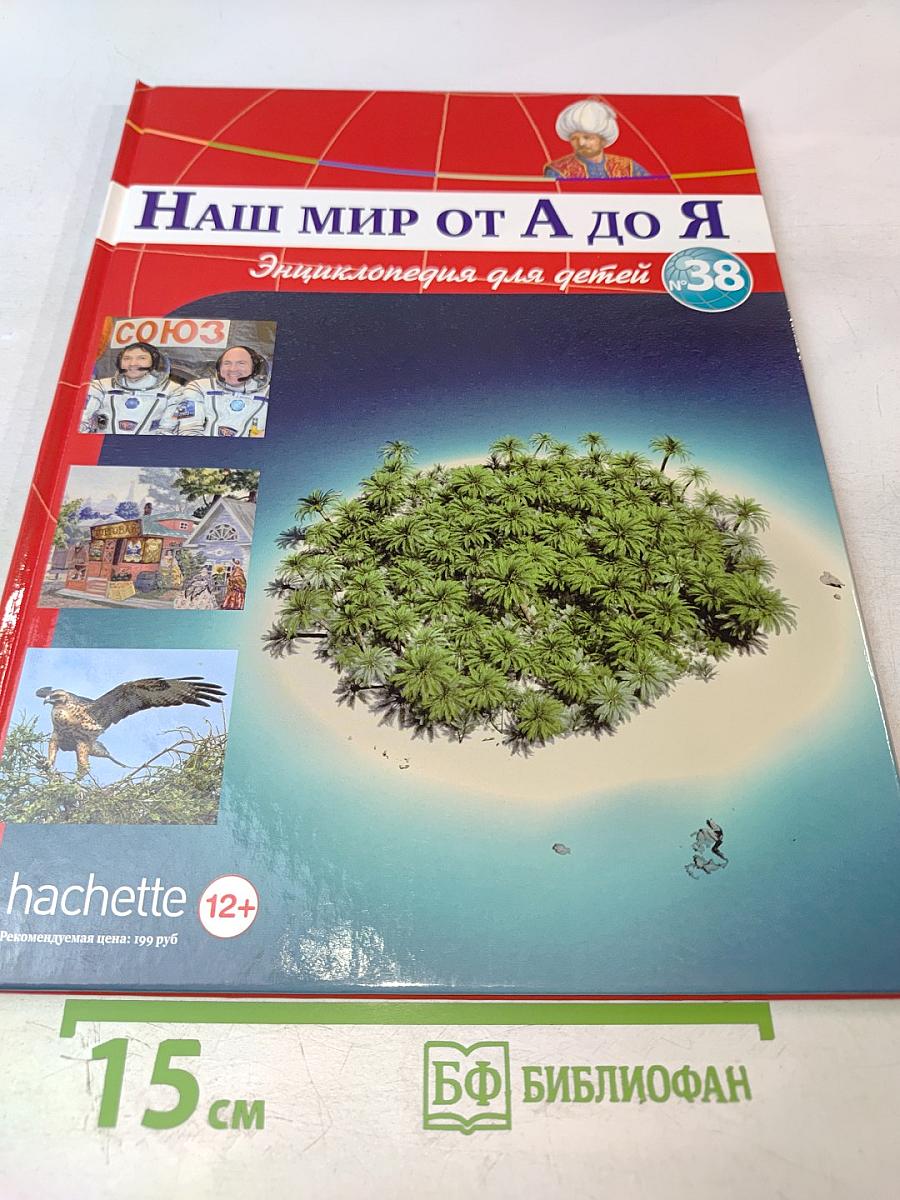 НАШ МИР ОТ А ДО Я
Энциклопедия для детей
№38
СОЮЗ
hachette
12+
Рекомендуемая цена: 199 руб
15 см
БФ БИБЛИОФАН